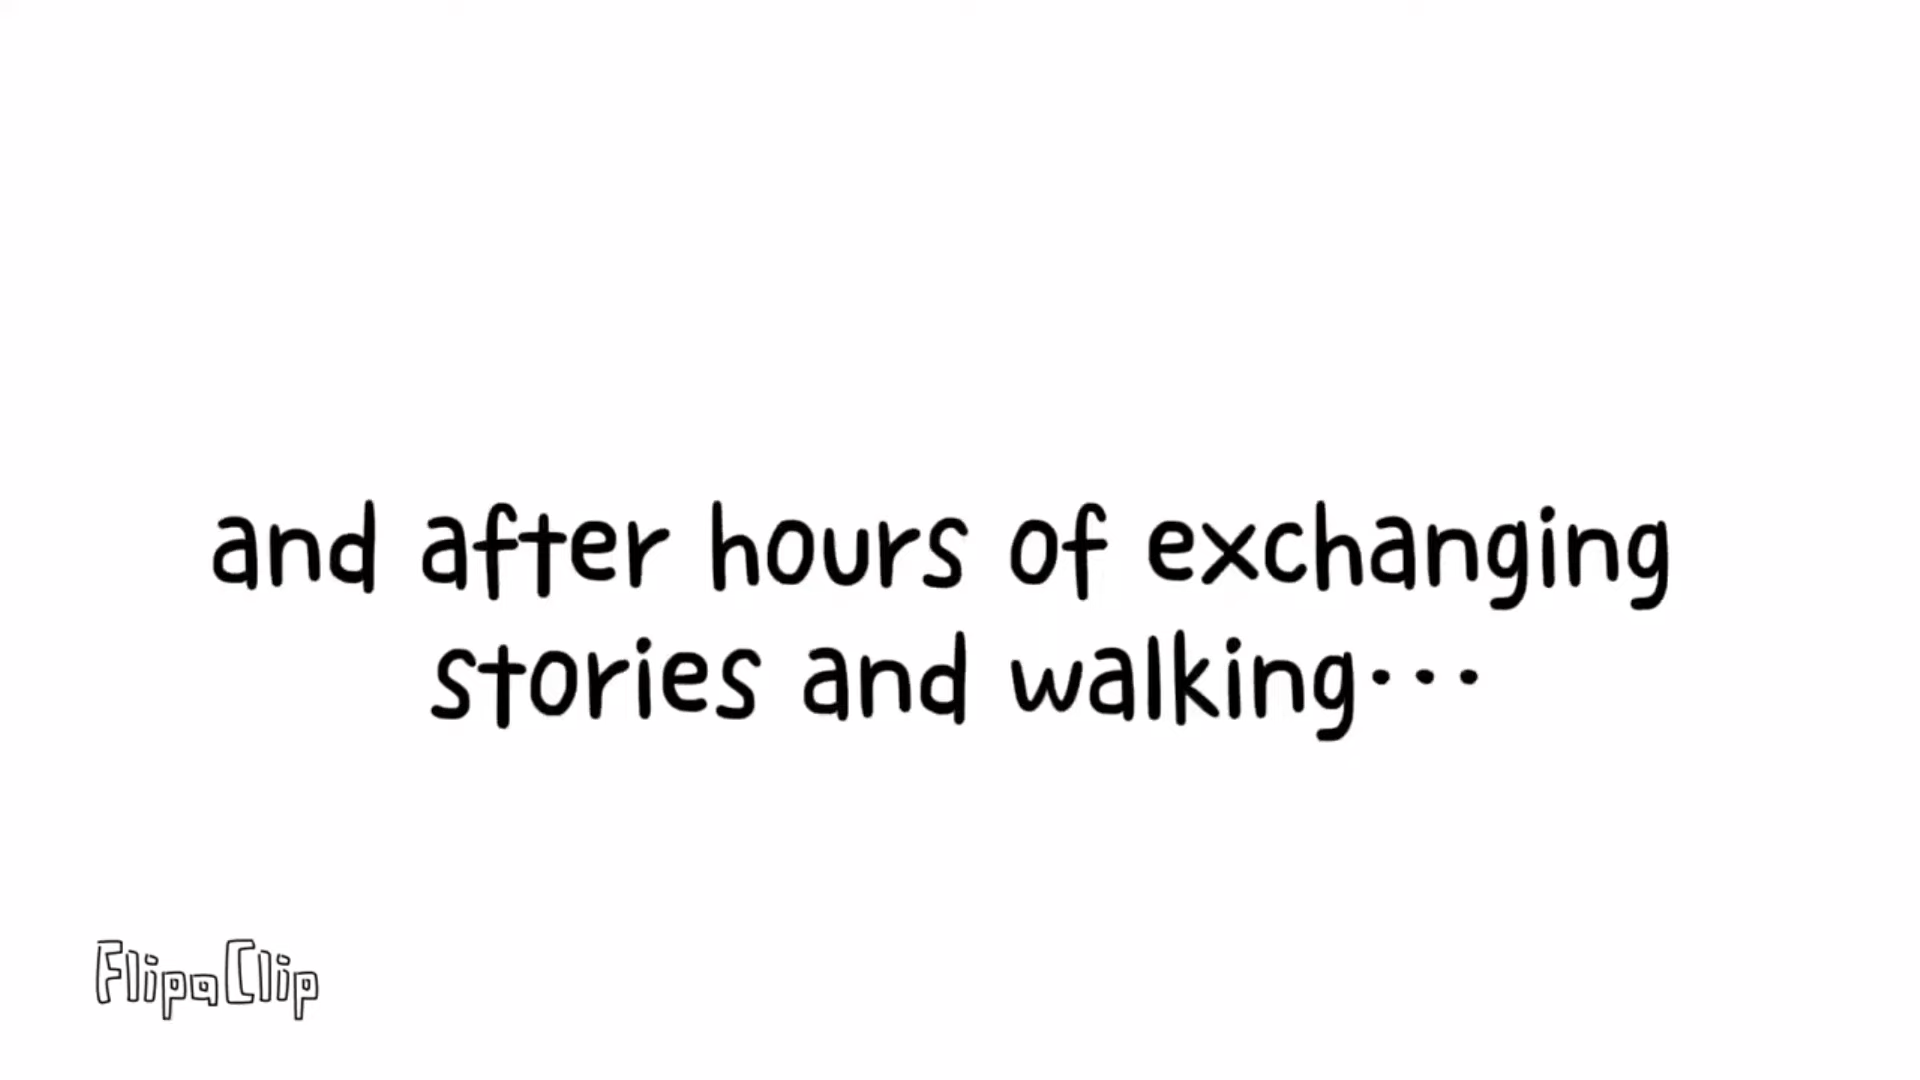 and after hours of exchanging
stories and walking···
FlipaClip